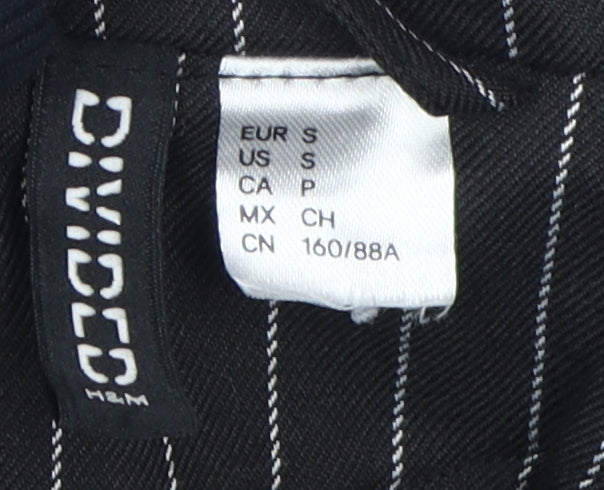 DIVIDED
H&M
EUR S
US S
CA P
MX CH
CN 160/88A